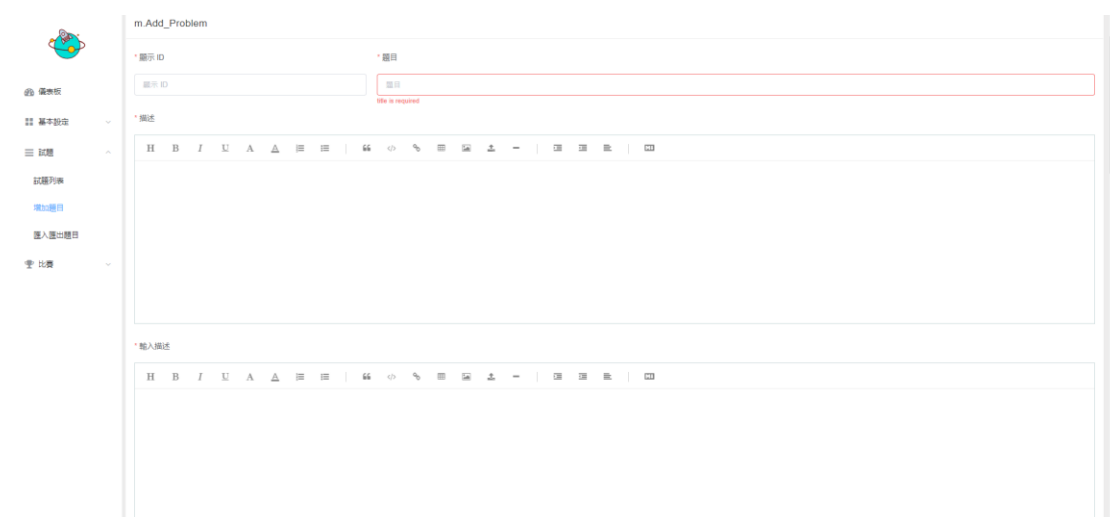 m.Add_Problem
* 顯示 ID
* 題目
顯示 ID
題目
title is required
儀表板
基本設定
試題
試題列表
增加題目
匯入匯出題目
比賽
* 描述
H B I U A A
* 輸入描述
H B I U A A